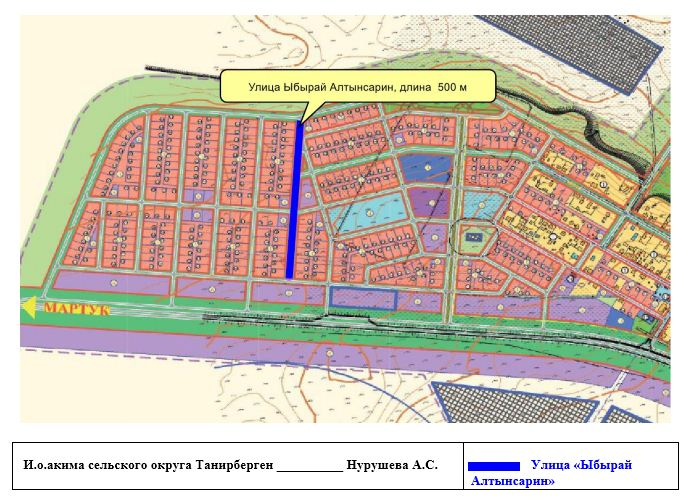 Улица Ыбырай Алтынсарин, длина 500 м
МАРТУК
И.о.акима сельского округа Танирберген __________ Нурушева А.С.
Улица «Ыбырай
Алтынсарин»